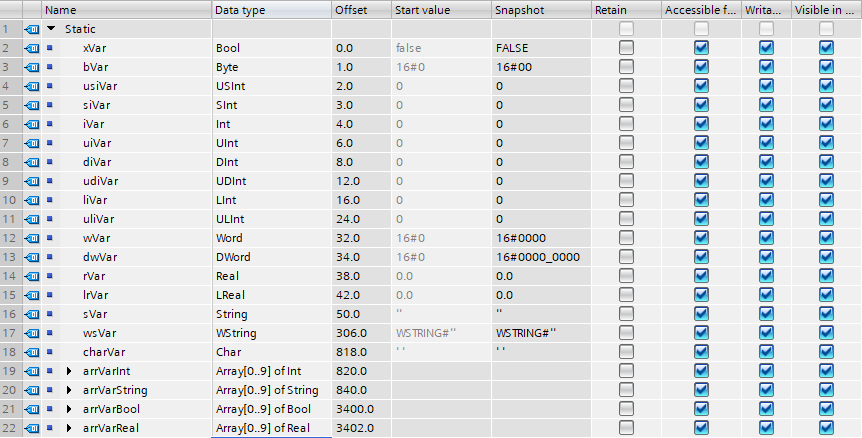 Name Data type Offset Start value Snapshot Retain Accessible f... Writa... Visible in ...
1 Static
2 xVar Bool 0.0 false FALSE
3 bVar Byte 1.0 16#0 16#00
4 usiVar USInt 2.0 0 0
5 siVar SInt 3.0 0 0
6 iVar Int 4.0 0 0
7 uiVar UInt 6.0 0 0
8 diVar DInt 8.0 0 0
9 udiVar UDInt 12.0 0 0
10 liVar LInt 16.0 0 0
11 uliVar ULInt 24.0 0 0
12 wVar Word 32.0 16#0 16#0000
13 dwVar DWord 34.0 16#0 16#0000_0000
14 rVar Real 38.0 0.0 0.0
15 lrVar LReal 42.0 0.0 0.0
16 sVar String 50.0 '' ''
17 wsVar WString 306.0 WSTRING#'' WSTRING#''
18 charVar Char 818.0 ' ' ' '
19 arrVarInt Array[0..9] of Int 820.0
20 arrVarString Array[0..9] of String 840.0
21 arrVarBool Array[0..9] of Bool 3400.0
22 arrVarReal Array[0..9] of Real 3402.0